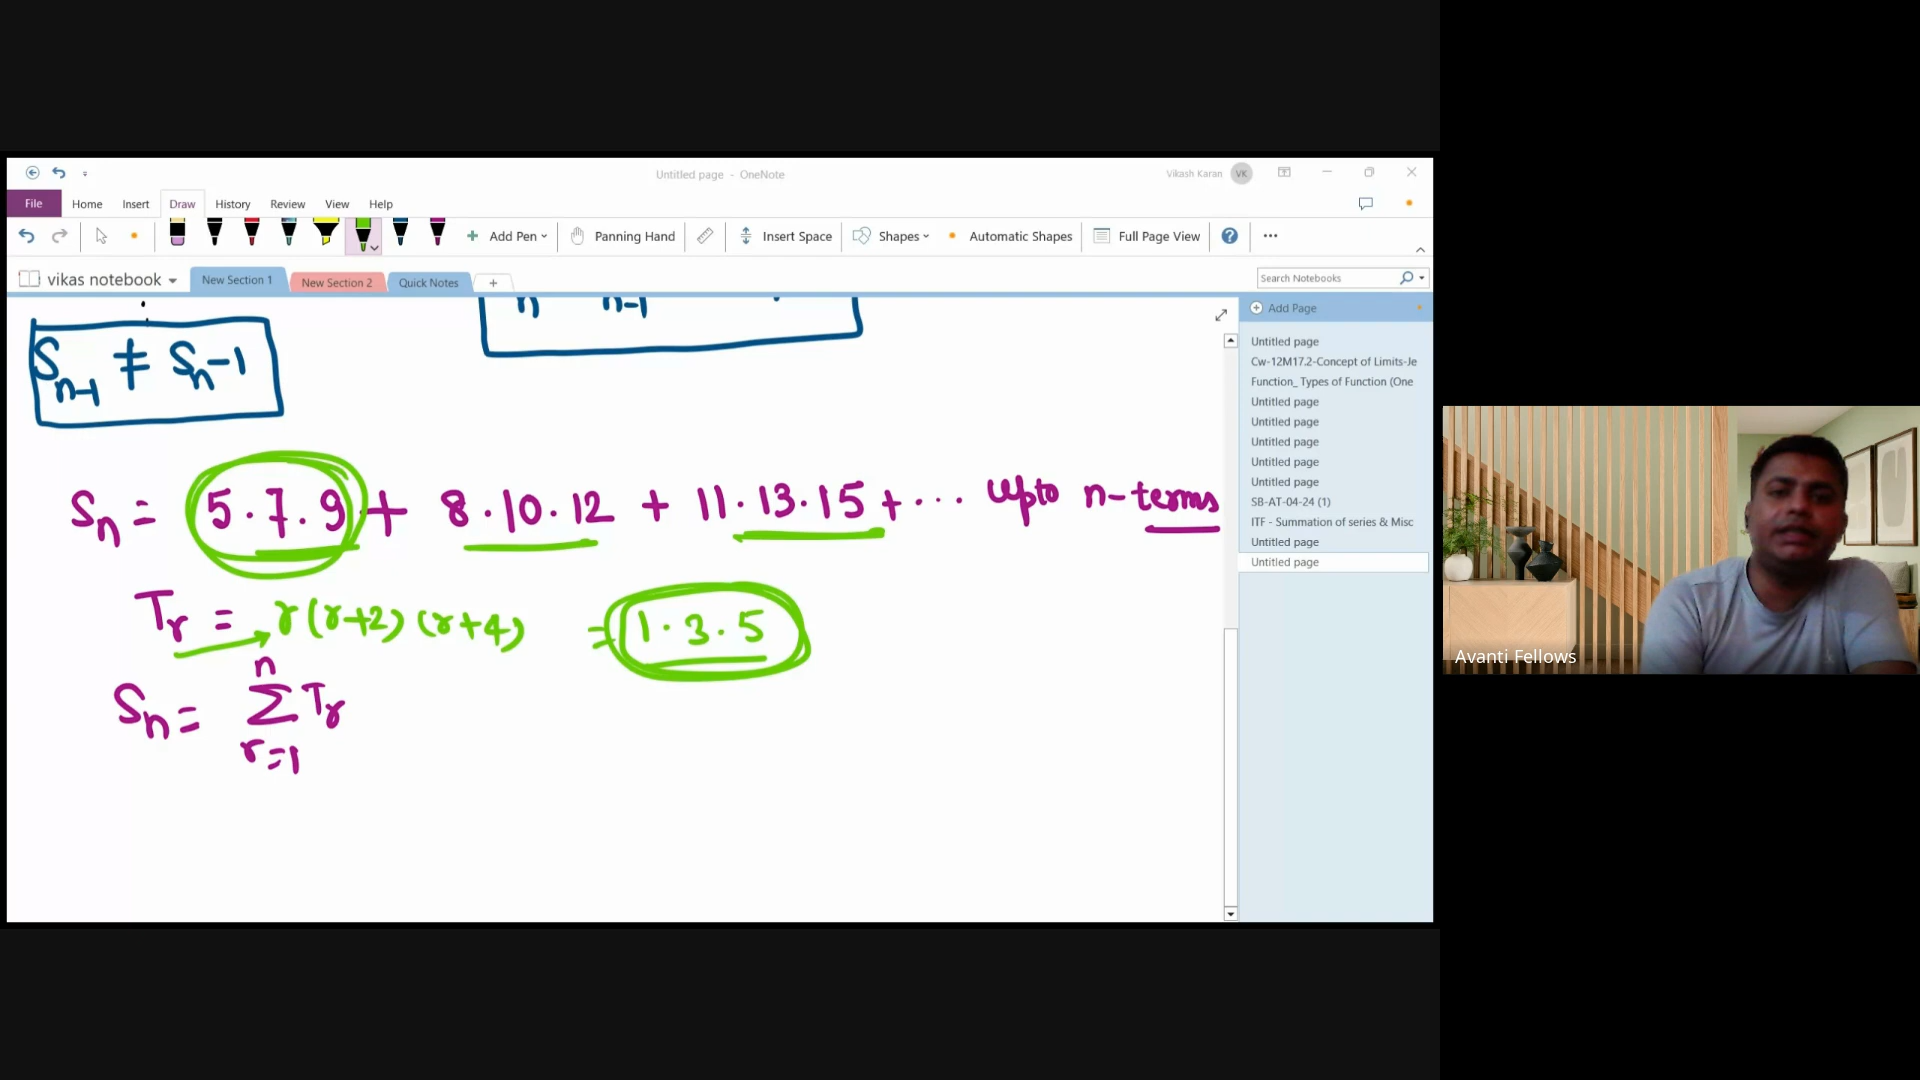 Untitled page - OneNote
Vikash Karan VK
File Home Insert Draw History Review View Help
Add Pen Panning Hand Insert Space Shapes Automatic Shapes Full Page View
vikas notebook New Section 1 New Section 2 Quick Notes
Search Notebooks
n n-1
Sn-1 ≠ Sn-1
Sn = 5·7·9 + 8·10·12 + 11·13·15 + ... upto n-terms
Tr = r(r+2)(r+4) = 1·3·5
Sn = n∑r=1 Tr
Add Page
Untitled page
Cw-12M17.2-Concept of Limits-Je
Function_ Types of Function (One
Untitled page
Untitled page
Untitled page
Untitled page
Untitled page
SB-AT-04-24 (1)
ITF - Summation of series & Misc
Untitled page
Untitled page
Avanti Fellows